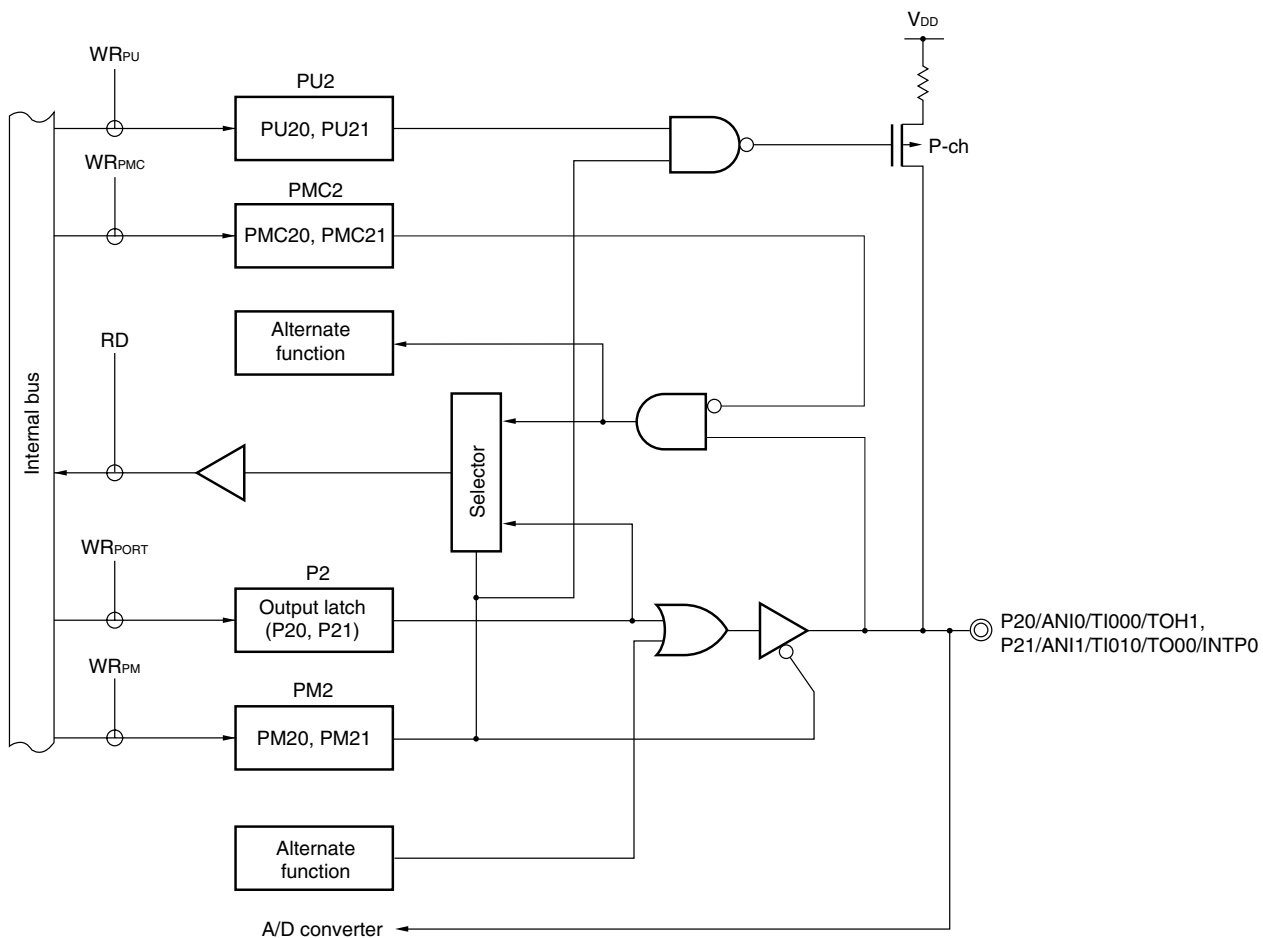 VDD
WRPU
PU2
PU20, PU21
P-ch
WRPMC
PMC2
PMC20, PMC21
Alternate
function
RD
Internal bus
Selector
WRPORT
P2
Output latch
(P20, P21)
P20/ANI0/TI000/TOH1,
P21/ANI1/TI010/TO00/INTP0
WRPM
PM2
PM20, PM21
Alternate
function
A/D converter